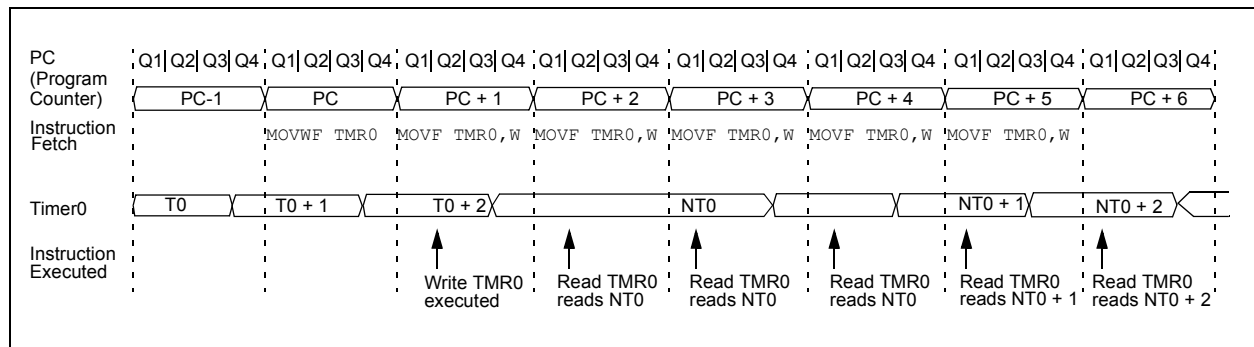 PC
(Program
Counter)
Q1 Q2 Q3 Q4 Q1 Q2 Q3 Q4 Q1 Q2 Q3 Q4 Q1 Q2 Q3 Q4 Q1 Q2 Q3 Q4 Q1 Q2 Q3 Q4 Q1 Q2 Q3 Q4 Q1 Q2 Q3 Q4
PC-1 PC PC + 1 PC + 2 PC + 3 PC + 4 PC + 5 PC + 6
Instruction
Fetch
MOVWF TMR0 MOVF TMR0,W MOVF TMR0,W MOVF TMR0,W MOVF TMR0,W MOVF TMR0,W
Timer0
T0 T0 + 1 T0 + 2 NT0 NT0 + 1 NT0 + 2
Instruction
Executed
Write TMR0
executed
Read TMR0
reads NT0
Read TMR0
reads NT0
Read TMR0
reads NT0
Read TMR0
reads NT0 + 1
Read TMR0
reads NT0 + 2